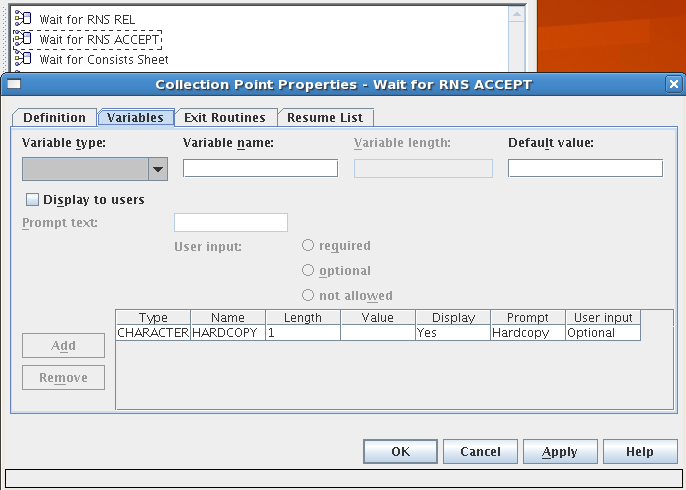 Wait for RNS REL
Wait for RNS ACCEPT
Wait for Consists Sheet
Collection Point Properties - Wait for RNS ACCEPT
Definition Variables Exit Routines Resume List
Variable type: Variable name: Variable length: Default value:
Display to users
Prompt text:
User input: required
optional
not allowed
Type Name Length Value Display Prompt User input
CHARACTER HARDCOPY 1 Yes Hardcopy Optional
Add
Remove
OK Cancel Apply Help